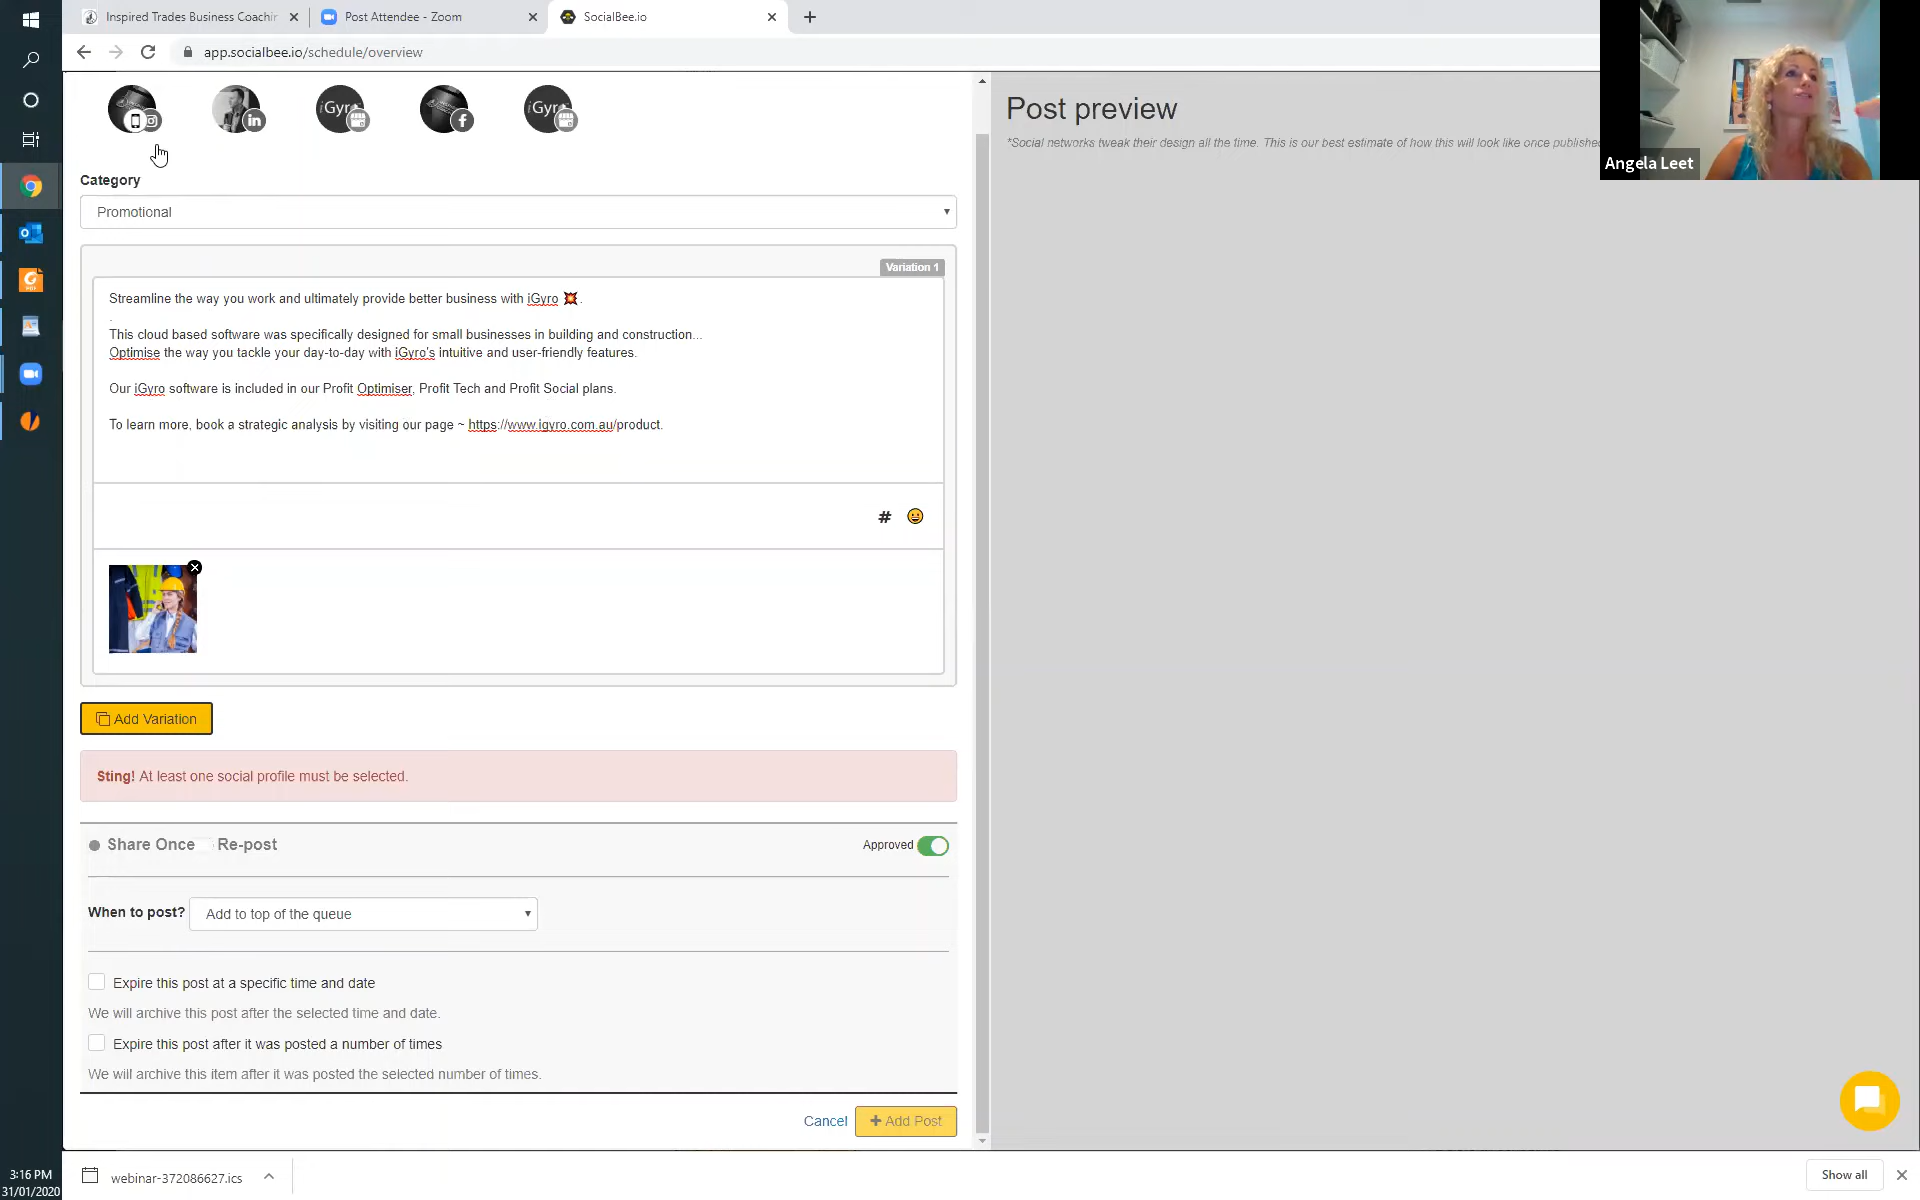 Inspired Trades Business Coachin
Post Attendee - Zoom
SocialBee.io
app.socialbee.io/schedule/overview
iGyro
iGyro
Category
Promotional
Variation 1
Streamline the way you work and ultimately provide better business with iGyro 💥.
.
This cloud based software was specifically designed for small businesses in building and construction...
Optimise the way you tackle your day-to-day with iGyro's intuitive and user-friendly features.
Our iGyro software is included in our Profit Optimiser, Profit Tech and Profit Social plans.
To learn more, book a strategic analysis by visiting our page ~ https://www.igyro.com.au/product.
#
Add Variation
Sting! At least one social profile must be selected.
Share Once Re-post
Approved
When to post? Add to top of the queue
Expire this post at a specific time and date
We will archive this post after the selected time and date.
Expire this post after it was posted a number of times
We will archive this item after it was posted the selected number of times.
Cancel + Add Post
Post preview
*Social networks tweak their design all the time. This is our best estimate of how this will look like once publishe
Angela Leet
webinar-372086627.ics
Show all
3:16 PM
31/01/2020